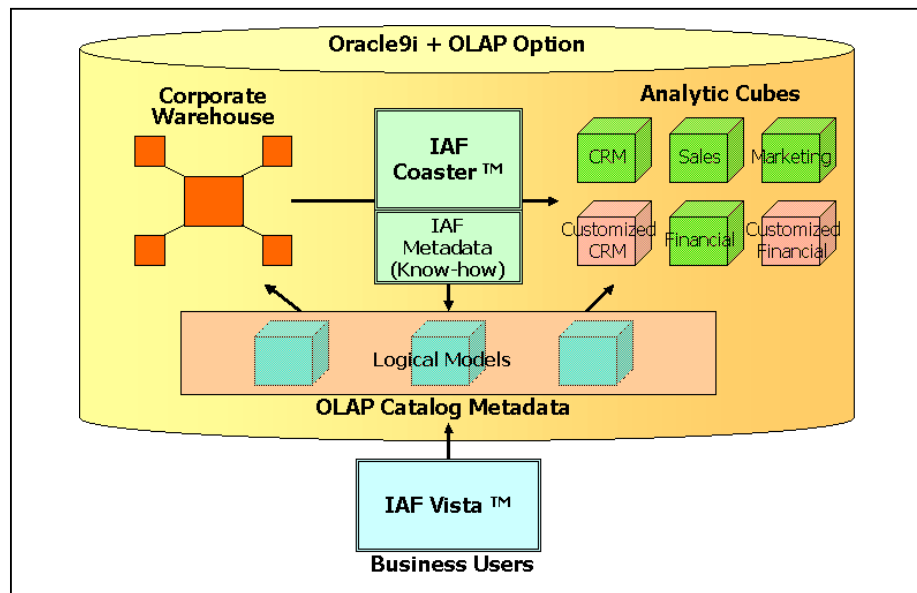 Oracle9i + OLAP Option
Corporate
Warehouse
IAF
Coaster ™
IAF
Metadata
(Know-how)
Analytic Cubes
CRM
Sales
Marketing
Customized
CRM
Financial
Customized
Financial
Logical Models
OLAP Catalog Metadata
IAF Vista ™
Business Users